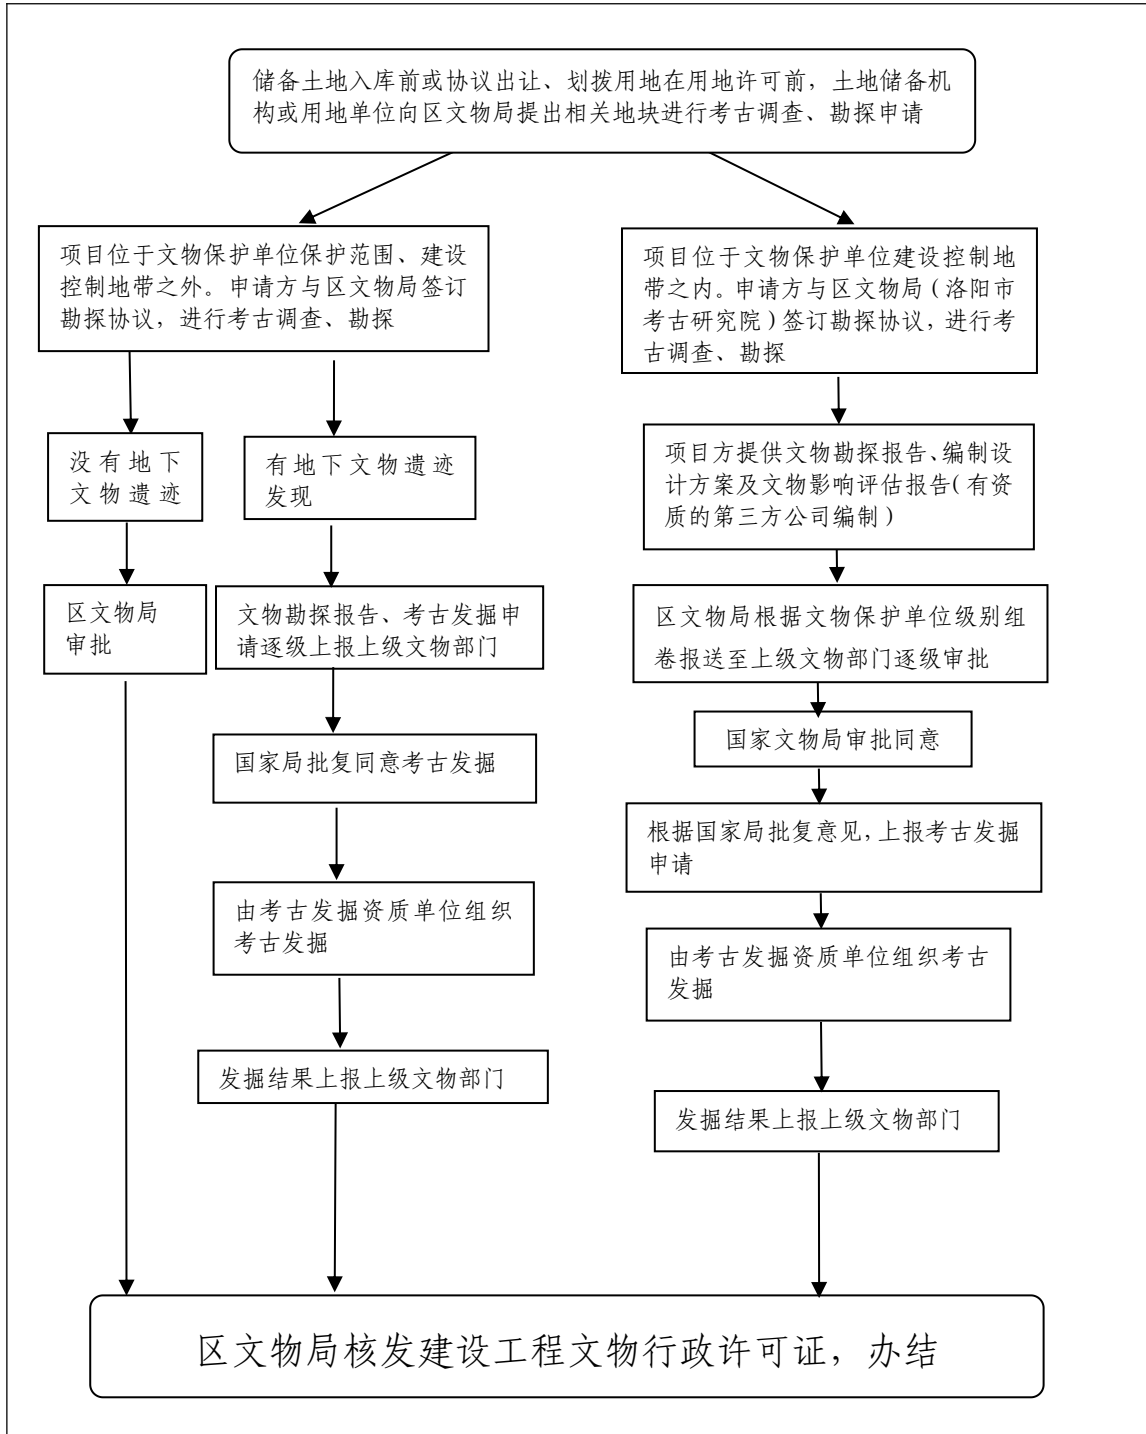 储备土地入库前或协议出让、划拨用地在用地许可前，土地储备机
构或用地单位向区文物局提出相关地块进行考古调查、勘探申请
项目位于文物保护单位保护范围、建设
控制地带之外。申请方与区文物局签订
勘探协议，进行考古调查、勘探
项目位于文物保护单位建设控制地
带之内。申请方与区文物局（洛阳市
考古研究院）签订勘探协议，进行考
古调查、勘探
没有地下
文物遗迹
有地下文物遗迹
发现
项目方提供文物勘探报告、编制设
计方案及文物影响评估报告（有资
质的第三方公司编制）
区文物局
审批
文物勘探报告、考古发掘申
请逐级上报上级文物部门
区文物局根据文物保护单位级别组
卷报送至上级文物部门逐级审批
国家局批复同意考古发掘
国家文物局审批同意
根据国家局批复意见，上报考古发掘
申请
由考古发掘资质单位组织
考古发掘
由考古发掘资质单位组织考古
发掘
发掘结果上报上级文物部门
发掘结果上报上级文物部门
区文物局核发建设工程文物行政许可证，办结